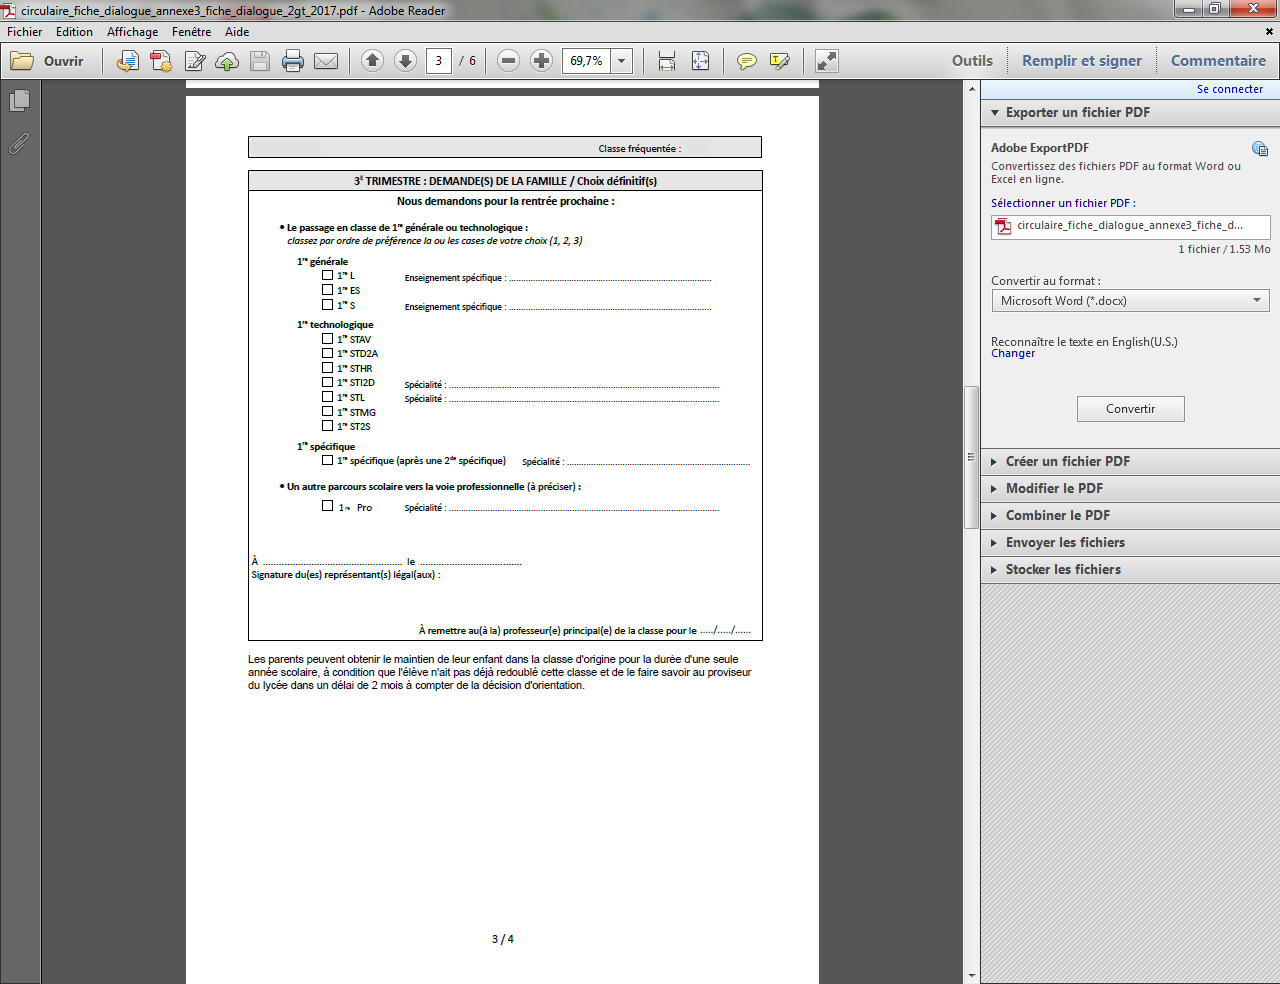 circulaire_fiche_dialogue_annexe3_fiche_dialogue_2gt_2017.pdf - Adobe Reader
Fichier Edition Affichage Fenêtre Aide
Ouvrir 3 / 6 69,7% Outils Remplir et signer Commentaire
Se connecter
Exporter un fichier PDF
Adobe ExportPDF
Convertissez des fichiers PDF au format Word ou
Excel en ligne.
Sélectionner un fichier PDF :
circulaire_fiche_dialogue_annexe3_fiche_d...
1 fichier / 1.53 Mo
Convertir au format :
Microsoft Word (*.docx)
Reconnaître le texte en English(U.S.)
Changer
Convertir
Créer un fichier PDF
Modifier le PDF
Combiner le PDF
Envoyer les fichiers
Stocker les fichiers
Classe fréquentée :
3E TRIMESTRE : DEMANDE(S) DE LA FAMILLE / Choix définitif(s)
Nous demandons pour la rentrée prochaine :
• Le passage en classe de 1re générale ou technologique :
classez par ordre de préférence la ou les cases de votre choix (1, 2, 3)
1re générale
1re L Enseignement spécifique : ....................................................................................
1re ES
1re S Enseignement spécifique : ....................................................................................
1re technologique
1re STAV
1re STD2A
1re STHR
1re STI2D Spécialité : ................................................................................................................
1re STL Spécialité : ................................................................................................................
1re STMG
1re ST2S
1re spécifique
1re spécifique (après une 2de spécifique) Spécialité : ............................................................................
• Un autre parcours scolaire vers la voie professionnelle (à préciser) :
1re Pro Spécialité : ................................................................................................................
À .................................................... le ......................................
Signature du(es) représentant(s) légal(aux) :
À remettre au(à la) professeur(e) principal(e) de la classe pour le ...../...../......
Les parents peuvent obtenir le maintien de leur enfant dans la classe d'origine pour la durée d'une seule
année scolaire, à condition que l'élève n'ait pas déjà redoublé cette classe et de le faire savoir au proviseur
du lycée dans un délai de 2 mois à compter de la décision d'orientation.
3 / 4